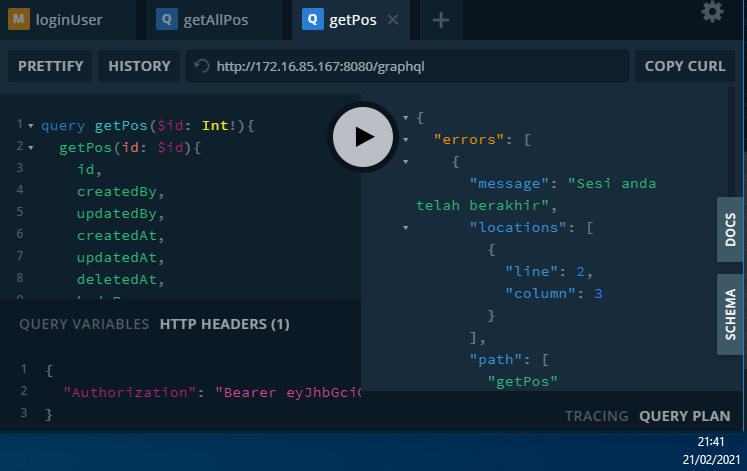 M loginUser
Q getAllPos
Q getPos
PRETTIFY
HISTORY
http://172.16.85.167:8080/graphql
COPY CURL
1 query getPos($id: Int!){
2 getPos(id: $id){
3 id,
4 createdBy,
5 updatedBy,
6 createdAt,
7 updatedAt,
8 deletedAt,
{
"errors": [
{
"message": "Sesi anda
telah berakhir",
"locations": [
{
"line": 2,
"column": 3
}
],
"path": [
"getPos"
DOCS
SCHEMA
QUERY VARIABLES
HTTP HEADERS (1)
1 {
2 "Authorization": "Bearer eyJhbGci
3 }
TRACING
QUERY PLAN
21:41
21/02/2021